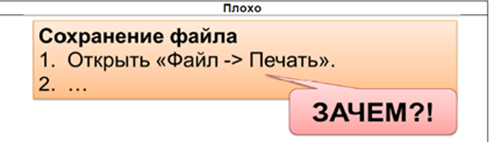 Плохо
Сохранение файла
1. Открыть «Файл -> Печать».
2. ...
ЗАЧЕМ?!